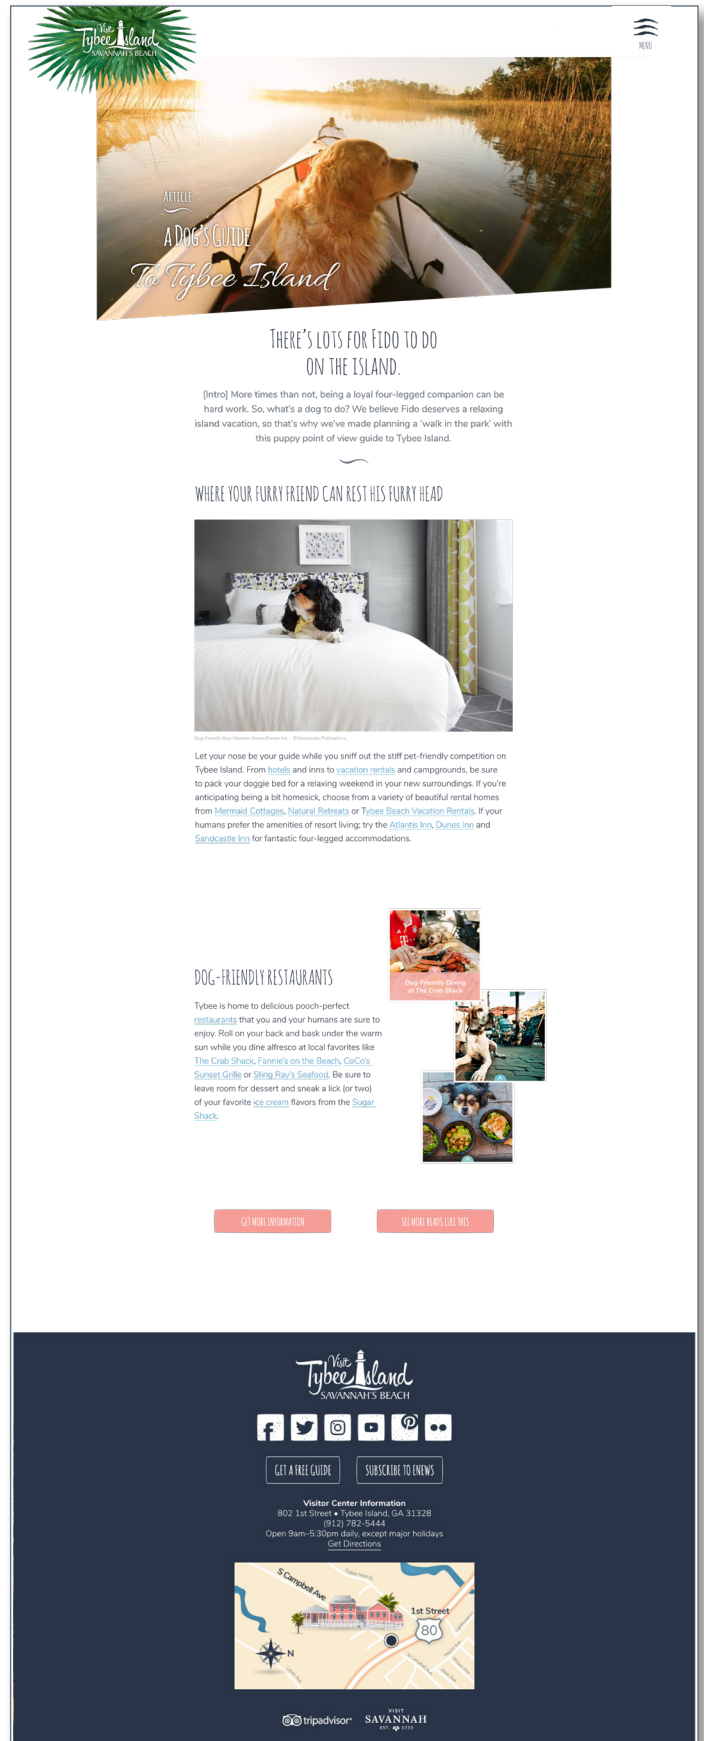 Visit
Tybee Island
SAVANNAH'S BEACH
MENU
ARTICLE
A DOG'S GUIDE
To Tybee Island
THERE'S LOTS FOR FIDO TO DO
ON THE ISLAND.
[Intro] More times than not, being a loyal four-legged companion can be
hard work. So, what's a dog to do? We believe Fido deserves a relaxing
island vacation, so that's why we've made planning a 'walk in the park' with
this puppy point of view guide to Tybee Island.
WHERE YOUR FURRY FRIEND CAN REST HIS FURRY HEAD
Let your nose be your guide while you sniff out the stiff pet-friendly competition on
Tybee Island. From hotels and inns to vacation rentals and campgrounds, be sure
to pack your doggie bed for a relaxing weekend in your new surroundings. If you're
anticipating being a bit homesick, choose from a variety of beautiful rental homes
from Mermaid Cottages, Natural Retreats or Tybee Beach Vacation Rentals. If your
humans prefer the amenities of resort living; try the Atlantis Inn, Dunes Inn and
Sandcastle Inn for fantastic four-legged accommodations.
Dog-Friendly Dining
at The Crab Shack
DOG-FRIENDLY RESTAURANTS
Tybee is home to delicious pooch-perfect
restaurants that you and your humans are sure to
enjoy. Roll on your back and bask under the warm
sun while you dine alfresco at local favorites like
The Crab Shack, Fannie's on the Beach, CoCo's
Sunset Grille or Sting Ray's Seafood. Be sure to
leave room for dessert and sneak a lick (or two)
of your favorite ice cream flavors from the Sugar
Shack.
GET MORE INFORMATION
SEE MORE READS LIKE THIS
Visit
Tybee Island
SAVANNAH'S BEACH
GET A FREE GUIDE
SUBSCRIBE TO ENEWS
Visitor Center Information
802 1st Street • Tybee Island, GA 31328
(912) 782-5444
Open 9am–5:30pm daily, except major holidays
Get Directions
S Campbell Ave
1st Street
80
N
tripadvisor
VISIT
SAVANNAH
EST. 1733